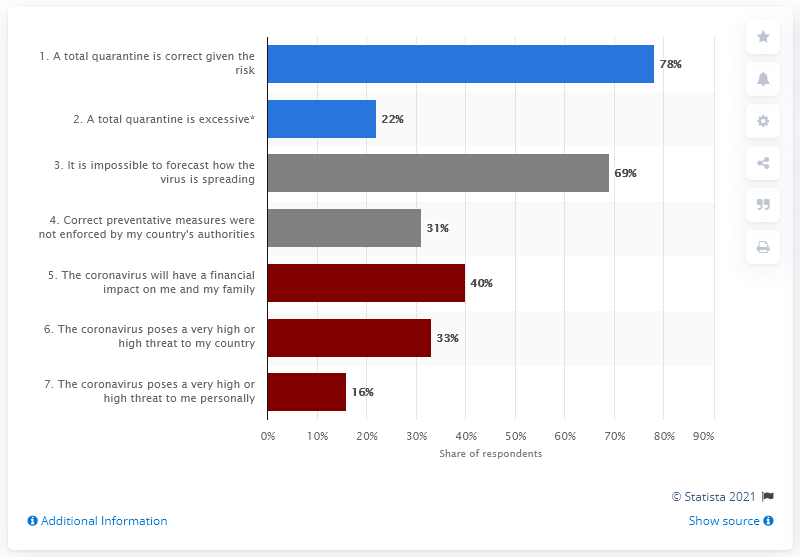 1. A total quarantine is correct given the
risk
78%
2. A total quarantine is excessive*
22%
3. It is impossible to forecast how the
virus is spreading
69%
4. Correct preventative measures were
not enforced by my country's authorities
31%
5. The coronavirus will have a financial
impact on me and my family
40%
6. The coronavirus poses a very high or
high threat to my country
33%
7. The coronavirus poses a very high or
high threat to me personally
16%
0% 10% 20% 30% 40% 50% 60% 70% 80% 90%
Share of respondents
© Statista 2021
Additional Information
Show source